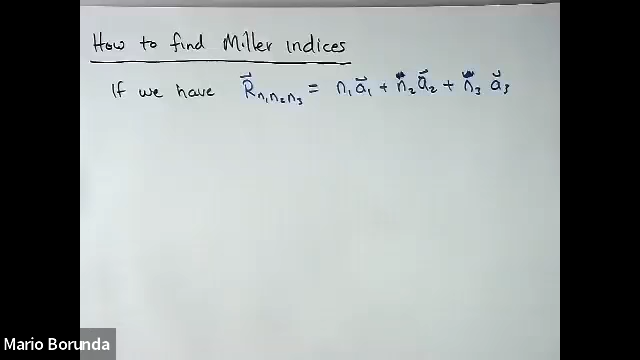 How to find Miller indices
If we have R⃗ₙ₁ₙ₂ₙ₃ = n₁a⃗₁ + n₂a⃗₂ + n₃a⃗₃
Mario Borunda